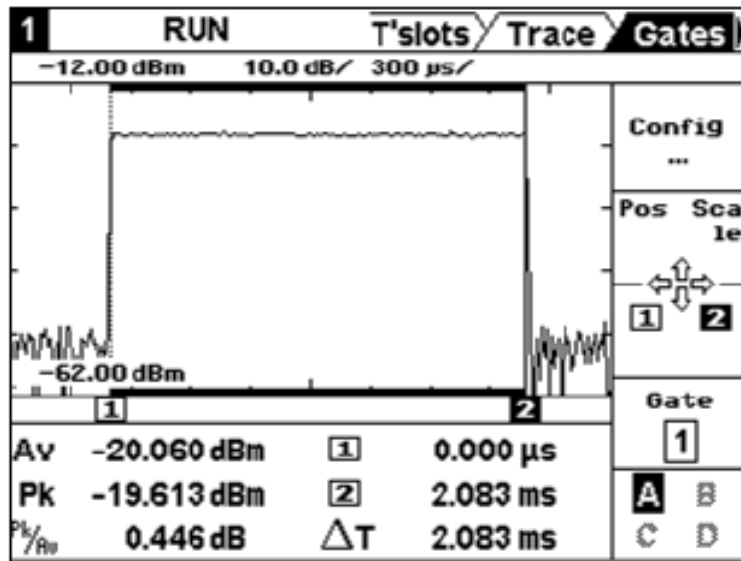 1 RUN T'slots Trace Gates
-12.00 dBm 10.0 dB/ 300 µs/
Config
...
Pos Sca
le
1 2
-62.00 dBm
1 2
Gate
1
Av -20.060 dBm 1 0.000 µs
Pk -19.613 dBm 2 2.083 ms
Pk/Av 0.446 dB ΔT 2.083 ms
A B
C D